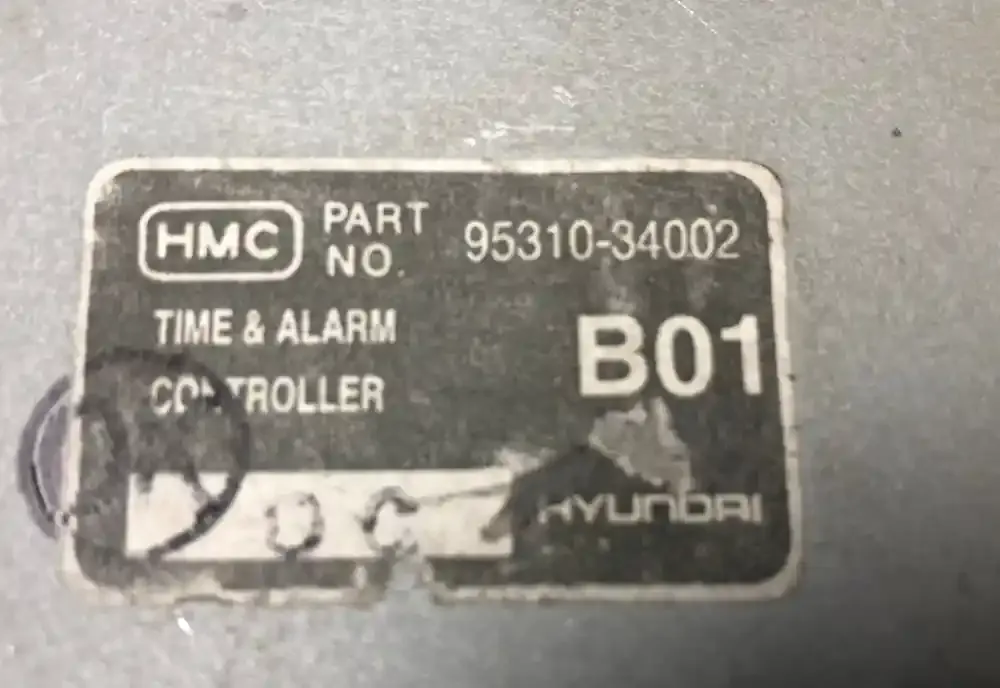 HMC PART NO. 95310-34002
TIME & ALARM
CONTROLLER
B01
HYUNDAI